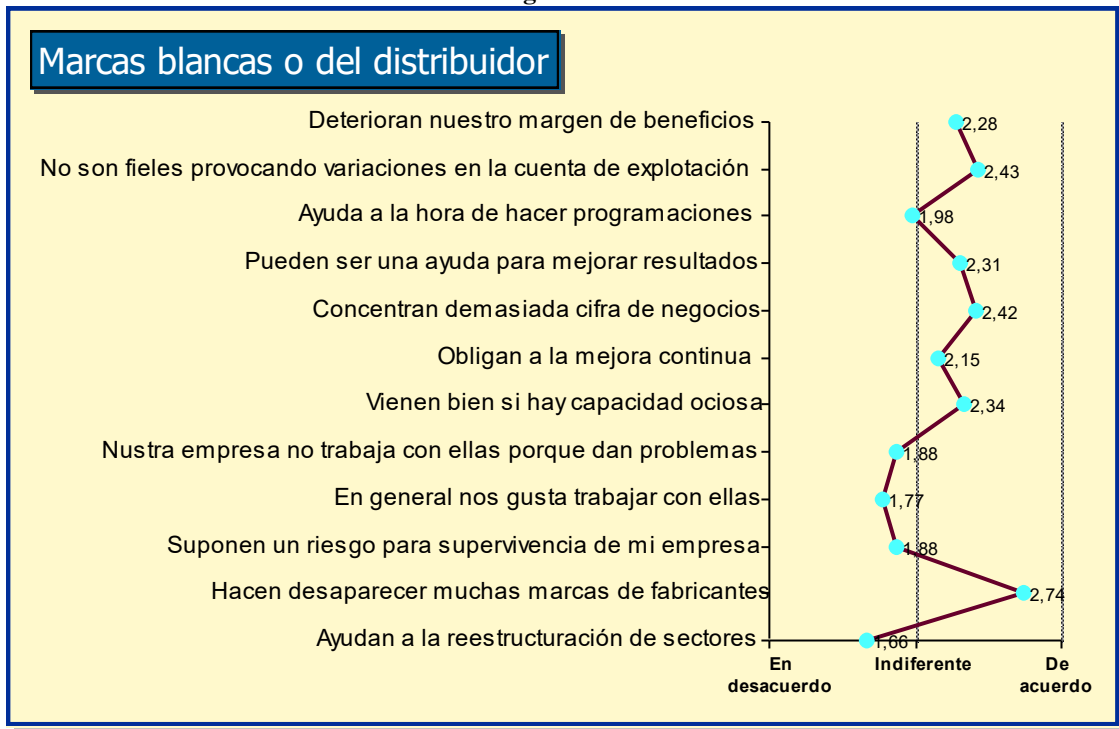 Marcas blancas o del distribuidor
Deterioran nuestro margen de beneficios
2,28
No son fieles provocando variaciones en la cuenta de explotación
2,43
Ayuda a la hora de hacer programaciones
1,98
Pueden ser una ayuda para mejorar resultados
2,31
Concentran demasiada cifra de negocios
2,42
Obligan a la mejora continua
2,15
Vienen bien si hay capacidad ociosa
2,34
Nustra empresa no trabaja con ellas porque dan problemas
1,88
En general nos gusta trabajar con ellas
1,77
Suponen un riesgo para supervivencia de mi empresa
1,88
Hacen desaparecer muchas marcas de fabricantes
2,74
Ayudan a la reestructuración de sectores
1,66
En desacuerdo
Indiferente
De acuerdo